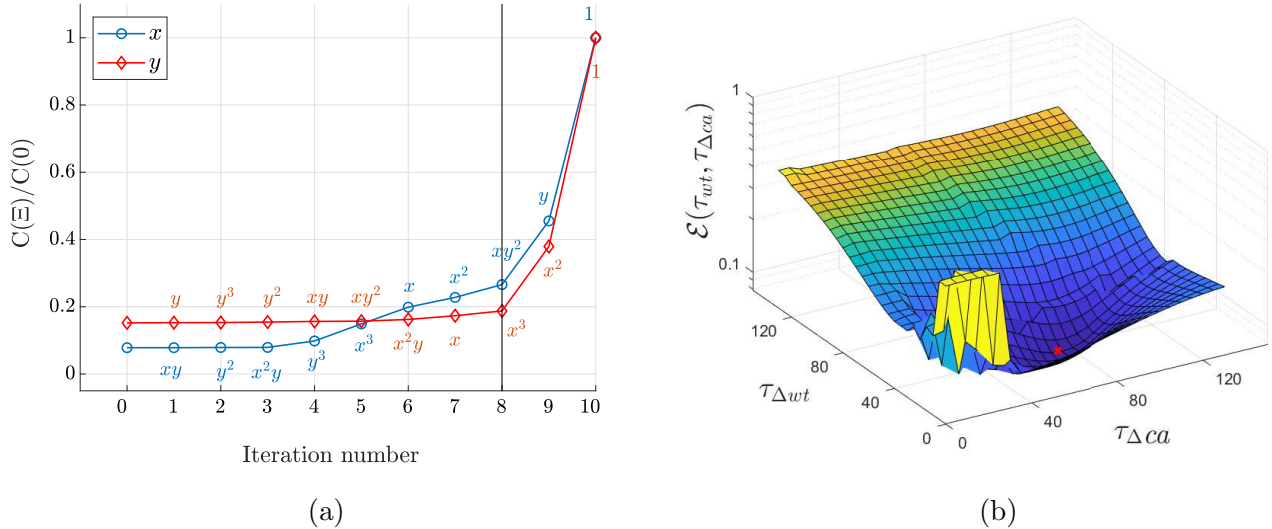 x
y
C(Ξ)/C(0)
1
0.8
0.6
0.4
0.2
0
y y³ y² xy xy² x x² xy² y 1
xy y² x²y y³ x³ x²y x x³ x² 1
0 1 2 3 4 5 6 7 8 9 10
Iteration number
(a)
ℰ(τ_wt, τ_Δca)
1
0.1
120
80
40
0
τ_Δwt
0 40 80 120
τ_Δca
(b)